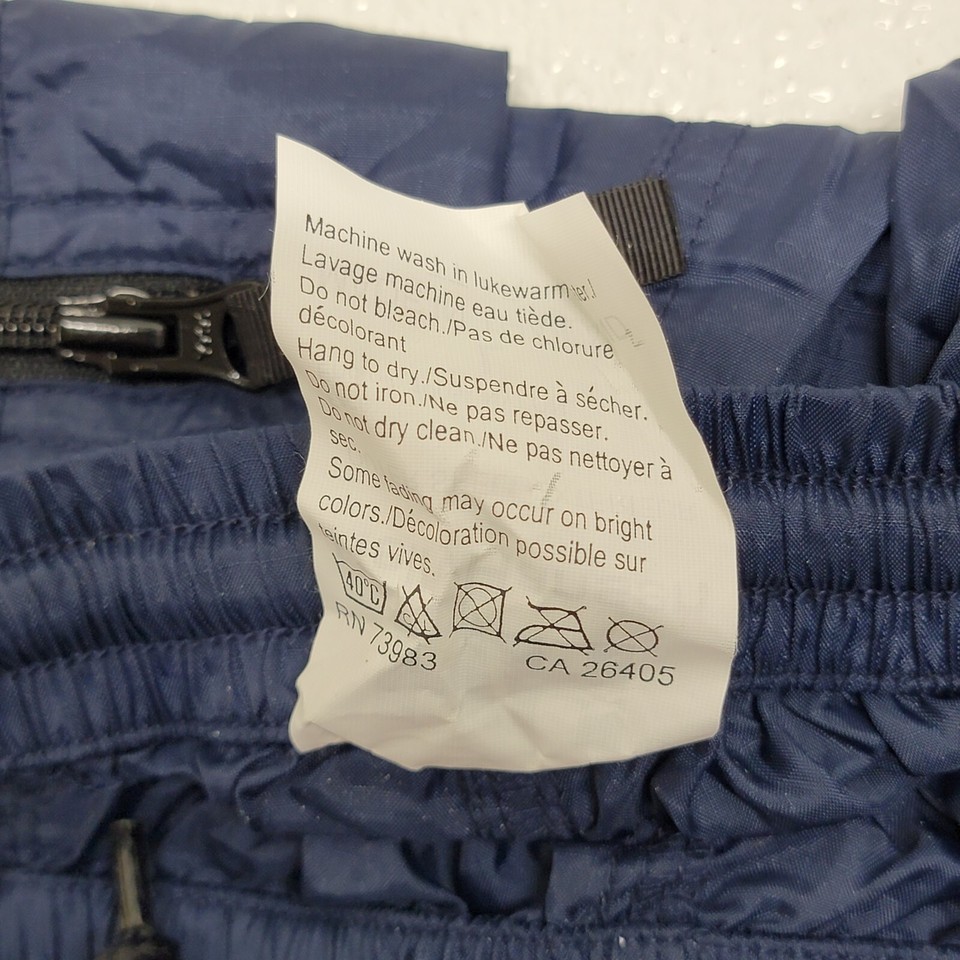 Machine wash in lukewarm er./
Lavage machine eau tiède.
Do not bleach./Pas de chlorure
décolorant
Hang to dry./Suspendre à sécher.
Do not iron./Ne pas repasser.
Do not dry clean./Ne pas nettoyer à
sec.
Some fading may occur on bright
colors./Décoloration possible sur
teintes vives.
40°C
RN 73983 CA 26405